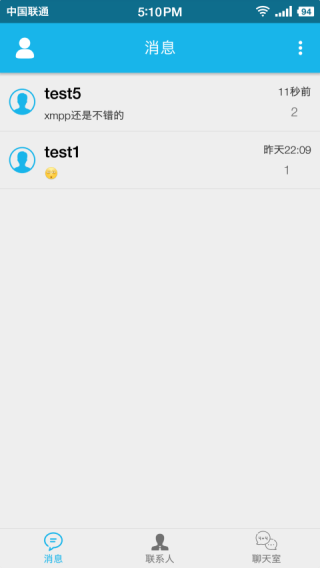 中国联通 5:10PM 94
消息
test5 11秒前
xmpp还是不错的 2
test1 昨天22:09
1
消息 联系人 聊天室